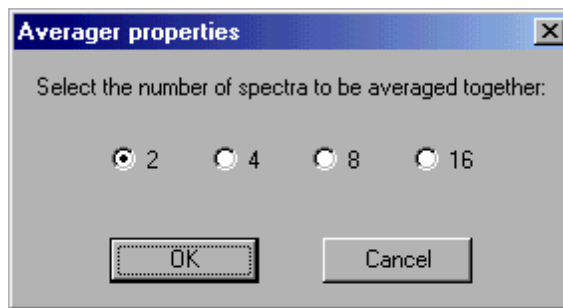 Averager properties
Select the number of spectra to be averaged together:
2 4 8 16
OK Cancel